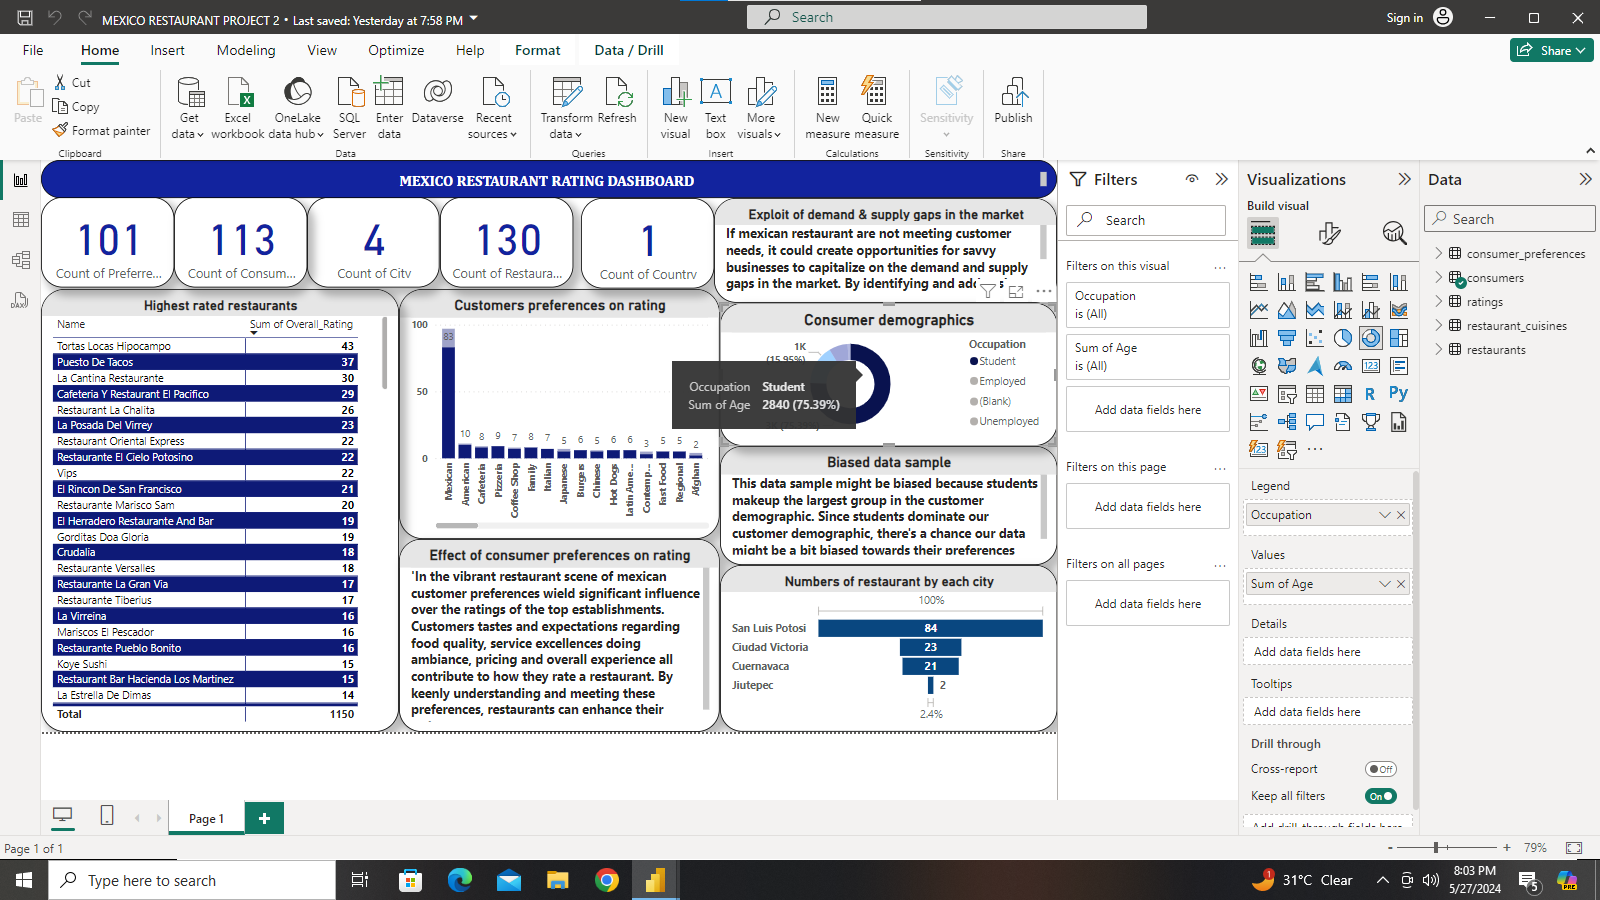 MEXICO RESTAURANT PROJECT 2 • Last saved: Yesterday at 7:58 PM
Search
Sign in
File
Home
Insert
Modeling
View
Optimize
Help
Format
Data / Drill
Share
Paste
Cut
Copy
Format painter
Get data
Excel workbook
OneLake data hub
SQL Server
Enter data
Dataverse
Recent sources
Transform data
Refresh
New visual
Text box
More visuals
New measure
Quick measure
Sensitivity
Publish
Clipboard
Data
Queries
Insert
Calculations
Sensitivity
Share
MEXICO RESTAURANT RATING DASHBOARD
101
Count of Preferre...
113
Count of Consum...
4
Count of City
130
Count of Restaura...
1
Count of Country
Exploit of demand & supply gaps in the market
If mexican restaurant are not meeting customer
needs, it could create opportunities for savvy
businesses to capitalize on the demand and supply
gaps in the market. By identifying and
Highest rated restaurants
Name Sum of Overall_Rating
Tortas Locas Hipocampo 43
Puesto De Tacos 37
La Cantina Restaurante 30
Cafeteria Y Restaurant El Pacifico 29
Restaurant La Chalita 26
La Posada Del Virrey 23
Restaurant Oriental Express 22
Restaurante El Cielo Potosino 22
Vips 22
El Rincon De San Francisco 21
Restaurante Marisco Sam 20
El Herradero Restaurante And Bar 19
Gorditas Doa Gloria 19
Crudalia 18
Restaurante Versalles 18
Restaurante La Gran Via 17
Restaurante Tiberius 17
La Virreina 16
Mariscos El Pescador 16
Restaurante Pueblo Bonito 16
Koye Sushi 15
Restaurant Bar Hacienda Los Martinez 15
La Estrella De Dimas 14
Total 1150
Customers preferences on rating
100
50
0
83
10
8
9
7
8
7
5
6
5
6
6
3
5
5
2
Mexican
American
Cafeteria
Pizzeria
Coffee Shop
Family
Italian
Japanese
Burgers
Chinese
Hot Dogs
Latin Ame...
Contemp...
Fast Food
Regional
Afghan
Effect of consumer preferences on rating
'In the vibrant restaurant scene of mexican
customer preferences wield significant influence
over the ratings of the top establishments.
Customers tastes and expectations regarding
food quality, service excellences doing
ambiance, pricing and overall experience all
contribute to how they rate a restaurant. By
keenly understanding and meeting these
preferences, restaurants can enhance their
Consumer demographics
1K
(15.95%)
Occupation Student
Sum of Age 2840 (75.39%)
Occupation
Student
Employed
(Blank)
Unemployed
Biased data sample
This data sample might be biased because students
makeup the largest group in the customer
demographic. Since students dominate our
customer demographic, there's a chance our data
might be a bit biased towards their preferences
Numbers of restaurant by each city
100%
San Luis Potosi 84
Ciudad Victoria 23
Cuernavaca 21
Jiutepec 2
2.4%
Filters
Search
Filters on this visual ...
Occupation
is (All)
Sum of Age
is (All)
Add data fields here
Filters on this page ...
Add data fields here
Filters on all pages ...
Add data fields here
Visualizations
Build visual
R
Py
123
Legend
Occupation
Values
Sum of Age
Details
Add data fields here
Tooltips
Add data fields here
Drill through
Cross-report
Off
Keep all filters
On
Add drill-through fields here
Data
Search
consumer_preferences
consumers
ratings
restaurant_cuisines
restaurants
Page 1
Page 1 of 1
- + 79%
Type here to search
1
31°C Clear
8:03 PM
5/27/2024
5
PRE